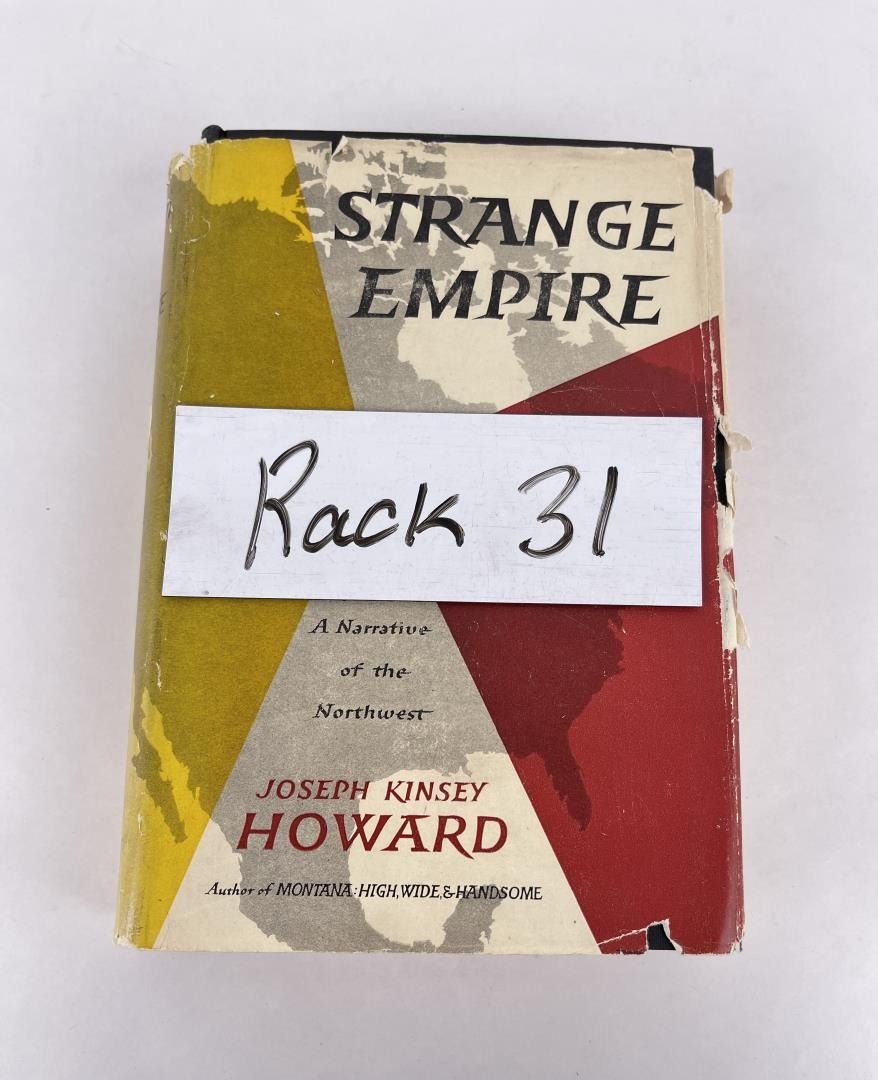 STRANGE
EMPIRE
Rack 31
A Narrative
of the
Northwest
JOSEPH KINSEY
HOWARD
Author of MONTANA: HIGH, WIDE, & HANDSOME